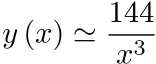 y (x) ≃ 144/x³